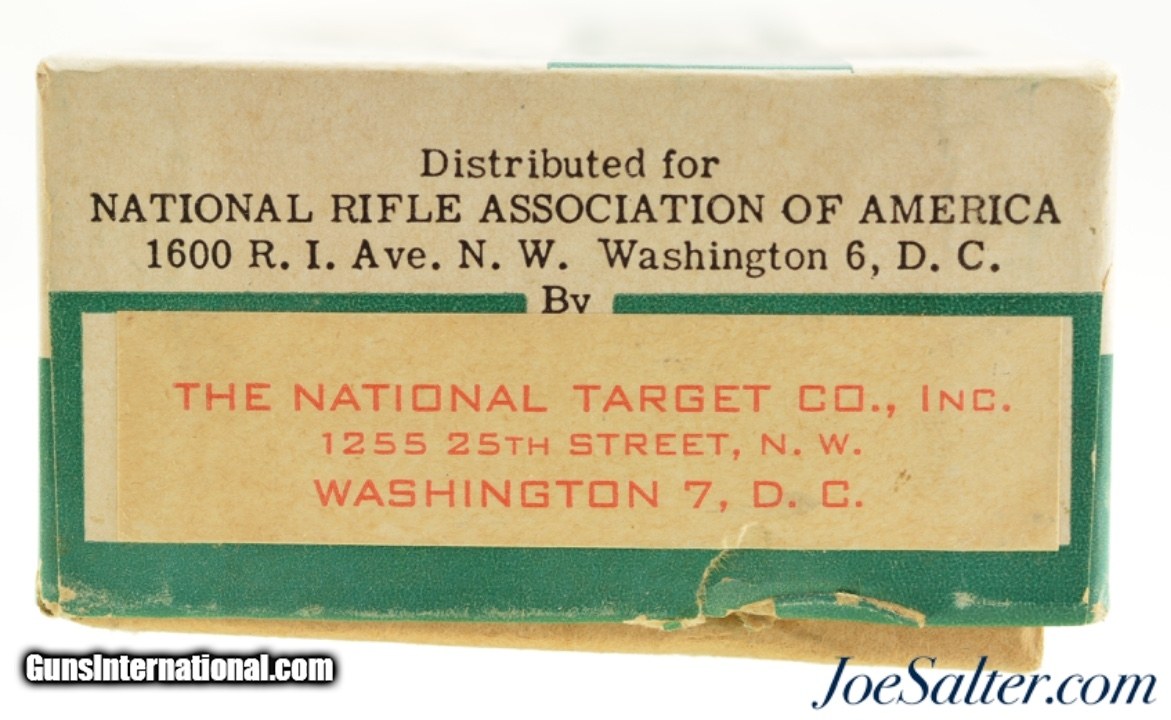 Distributed for
NATIONAL RIFLE ASSOCIATION OF AMERICA
1600 R. I. Ave. N. W. Washington 6, D. C.
By
THE NATIONAL TARGET CO., INC.
1255 25TH STREET, N. W.
WASHINGTON 7, D. C.
GunsInternational.com
JoeSalter.com